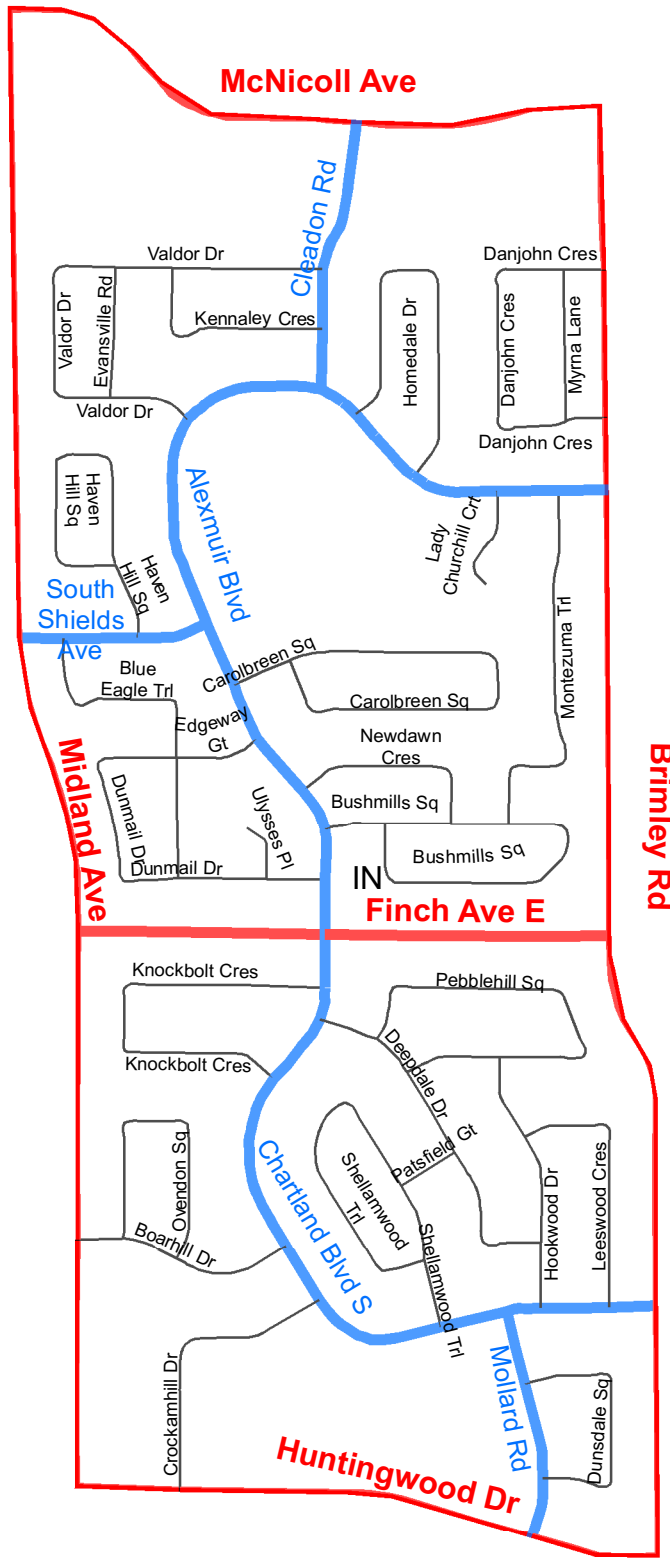 McNicoll Ave
Cleadon Rd
Valdor Dr
Danjohn Cres
Valdor Dr
Evansville Rd
Kennaley Cres
Homedale Dr
Danjohn Cres
Myrna Lane
Valdor Dr
Danjohn Cres
Haven
Hill Sq
Alexmuir Blvd
Lady
Churchill Crt
Haven
Hill Sq
South
Shields
Ave
Montezuma Trl
Carolbreen Sq
Blue
Eagle Trl
Carolbreen Sq
Edgeway
Gt
Newdawn
Cres
Midland Ave
Brimley Rd
Dunmail Dr
Ulysses Pl
Bushmills Sq
Bushmills Sq
Dunmail Dr
IN
Finch Ave E
Knockbolt Cres
Pebblehill Sq
Deepdale Dr
Knockbolt Cres
Patsfield Gt
Ovendon Sq
Chartland Blvd S
Shellamwood
Trl
Hookwood Dr
Leeswood Cres
Boarhill Dr
Shellamwood Trl
Crockamhill Dr
Mollard Rd
Dunsdale Sq
Huntingwood Dr